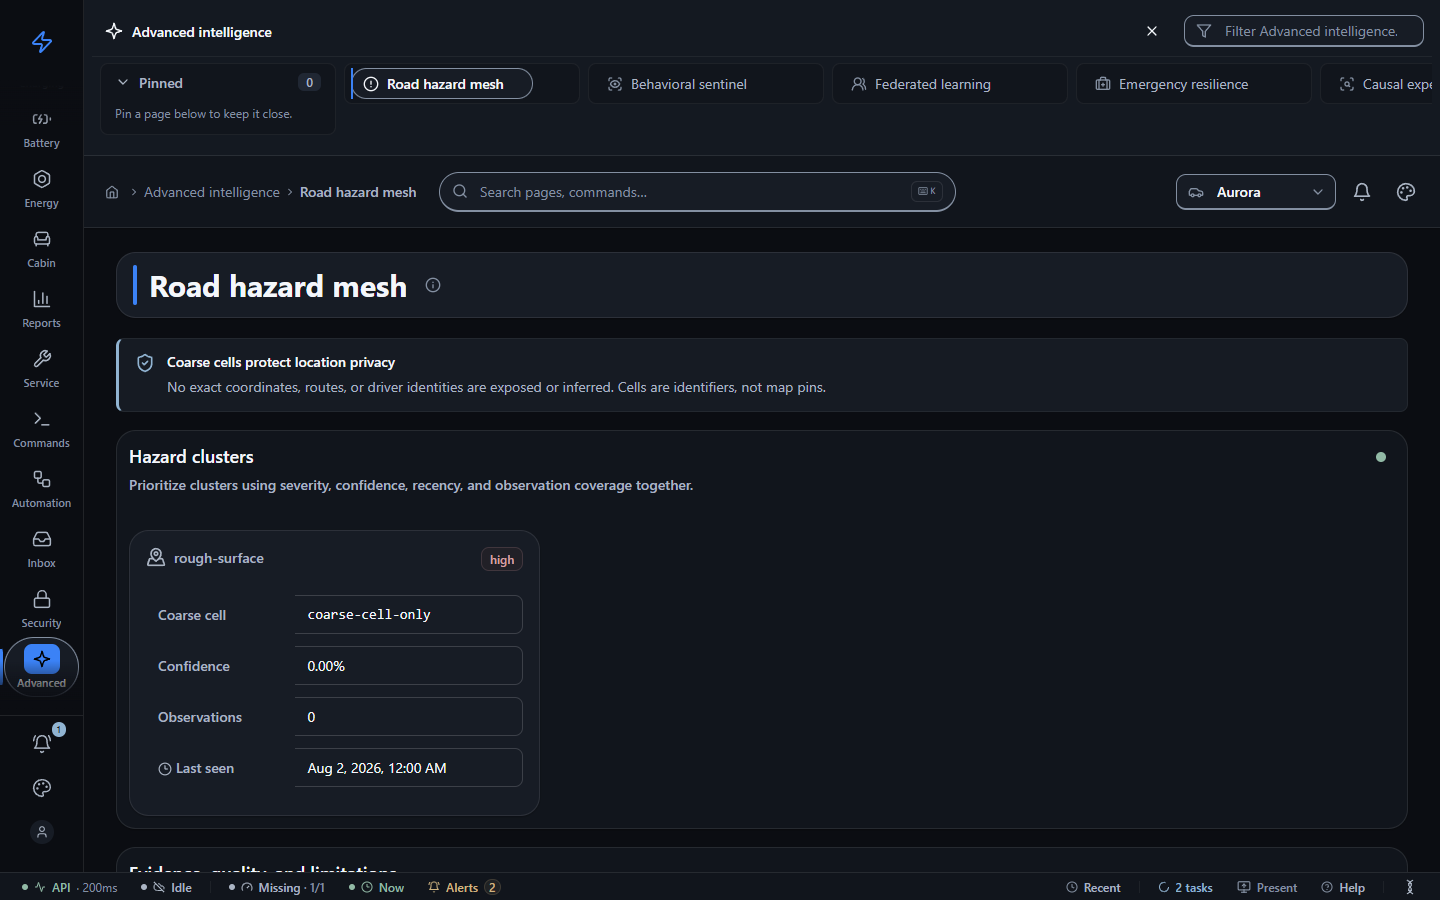 Advanced intelligence
Filter Advanced intelligence.
Pinned
0
Pin a page below to keep it close.
Road hazard mesh
Behavioral sentinel
Federated learning
Emergency resilience
Causal expe
Battery
Energy
Cabin
Reports
Service
Commands
Automation
Inbox
Security
Advanced
1
Advanced intelligence
Road hazard mesh
Search pages, commands...
K
Aurora
Road hazard mesh
Coarse cells protect location privacy
No exact coordinates, routes, or driver identities are exposed or inferred. Cells are identifiers, not map pins.
Hazard clusters
Prioritize clusters using severity, confidence, recency, and observation coverage together.
rough-surface
high
Coarse cell
coarse-cell-only
Confidence
0.00%
Observations
0
Last seen
Aug 2, 2026, 12:00 AM
Evidence, quality, and limitations
API · 200ms
Idle
Missing · 1/1
Now
Alerts 2
Recent
2 tasks
Present
Help